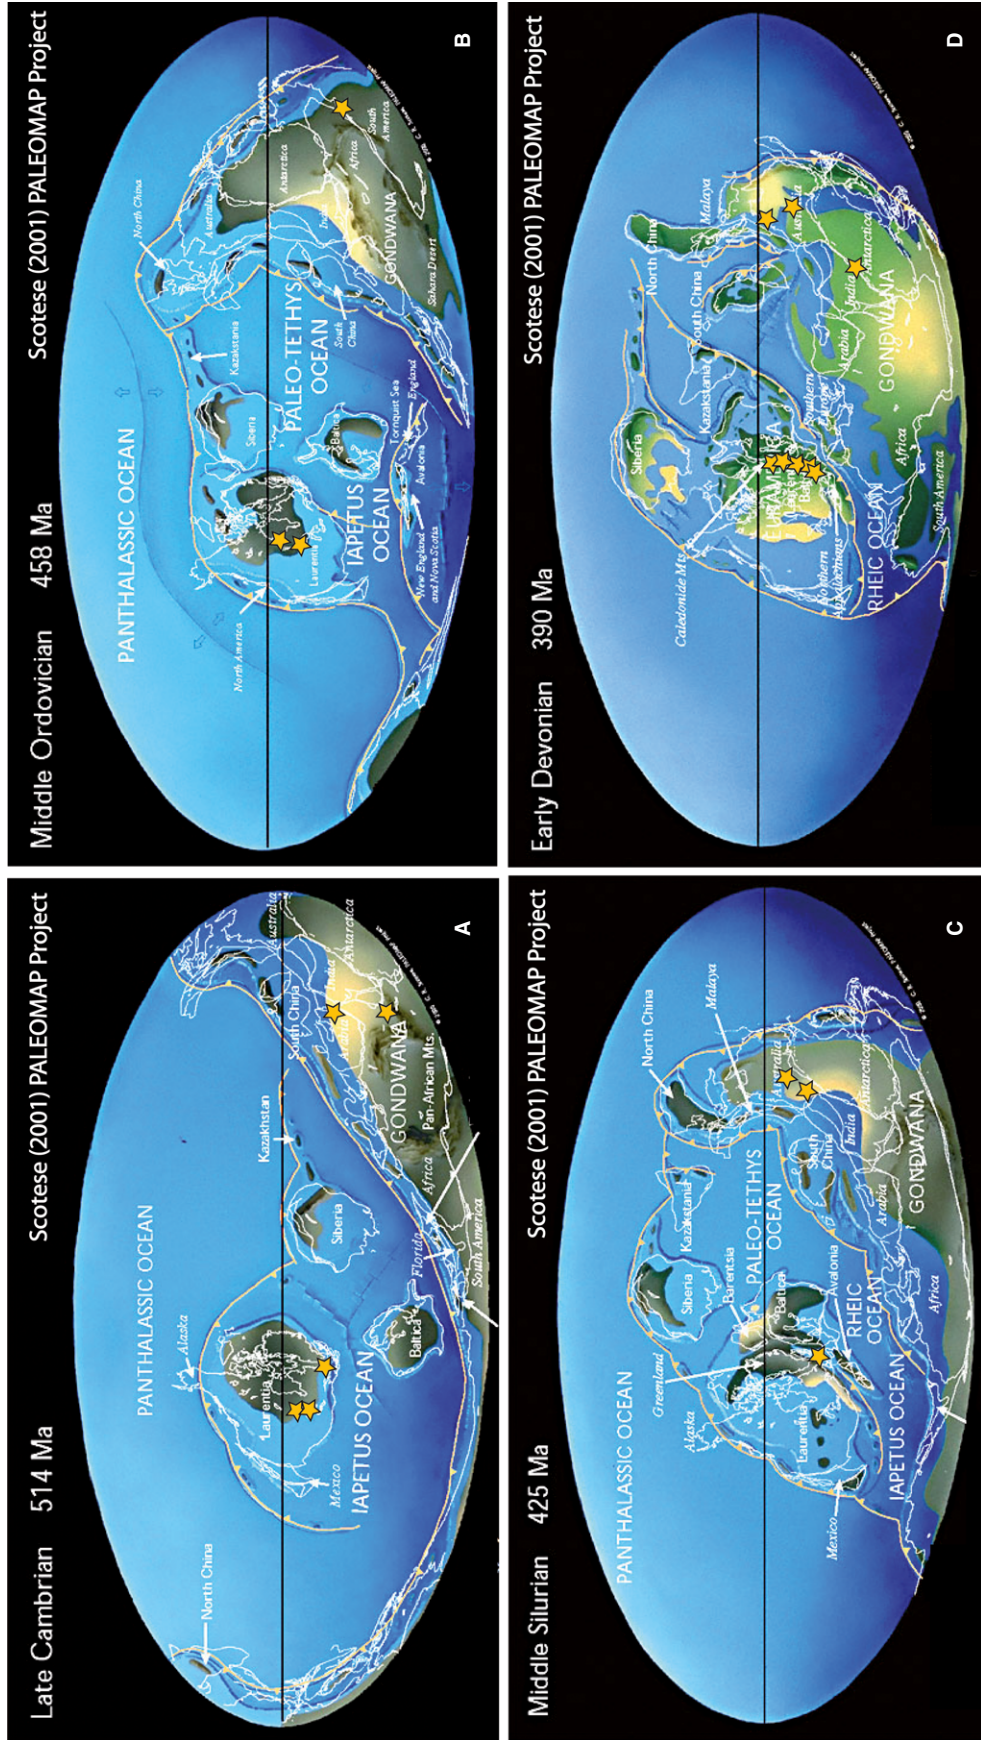 Late Cambrian 514 Ma Scotese (2001) PALEOMAP Project
PANTHALASSIC OCEAN
North China
Alaska
Laurentia
Mexico
IAPETUS OCEAN
Kazakhstan
Siberia
Baltica
South China
Australia
India
Antarctica
Arabia
GONDWANA
Pan-African Mts.
Africa
Florida
South America
A
Middle Ordovician 458 Ma Scotese (2001) PALEOMAP Project
PANTHALASSIC OCEAN
North China
North America
Laurentia
Siberia
Kazakstania
PALEO-TETHYS
OCEAN
IAPETUS
OCEAN
Baltica
Tornquist Sea
England
Avalonia
New England
and Nova Scotia
Australia
Antarctica
India
South
China
Africa
South
America
GONDWANA
Sahara Desert
B
Middle Silurian 425 Ma Scotese (2001) PALEOMAP Project
PANTHALASSIC OCEAN
Greenland
Alaska
Laurentia
Mexico
Siberia
Kazakstania
Barentsia
Baltica
PALEO-TETHYS
OCEAN
Avalonia
RHEIC
OCEAN
IAPETUS OCEAN
North China
Malaya
Australia
South
China
India
Antarctica
Arabia
GONDWANA
Africa
C
Early Devonian 390 Ma Scotese (2001) PALEOMAP Project
Siberia
North China
Malaya
South China
Kazakstania
EURAMERICA
Laurentia
Baltica
Caledonide Mts.
Northern
Appalachians
RHEIC OCEAN
Southern
Europe
Australia
Antarctica
India
Arabia
GONDWANA
Africa
South America
D